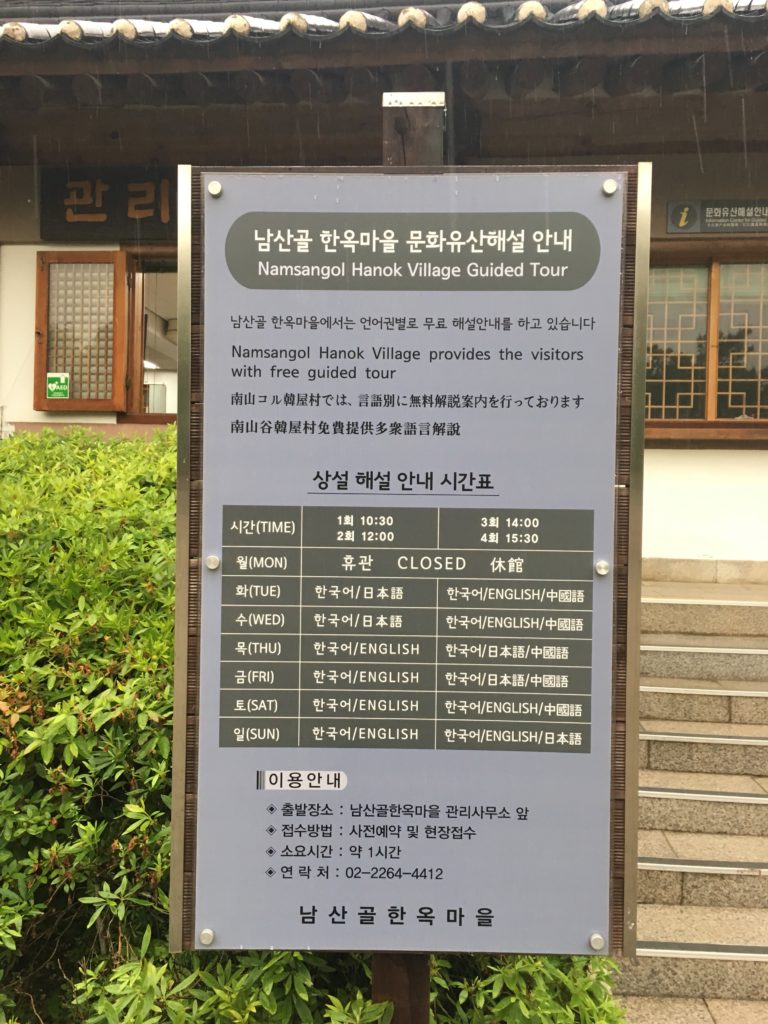 관리
문화유산해설안내
AED
남산골 한옥마을 문화유산해설 안내
Namsangol Hanok Village Guided Tour
남산골 한옥마을에서는 언어권별로 무료 해설안내를 하고 있습니다
Namsangol Hanok Village provides the visitors
with free guided tour
南山コル韓屋村では、言語別に無料解説案内を行っております
南山谷韓屋村免費提供多衆語言解說
상설 해설 안내 시간표
시간(TIME) 1회 10:30 3회 14:00
2회 12:00 4회 15:30
월(MON) 휴관 CLOSED 休館
화(TUE) 한국어/日本語 한국어/ENGLISH/中國語
수(WED) 한국어/日本語 한국어/ENGLISH/中國語
목(THU) 한국어/ENGLISH 한국어/日本語/中國語
금(FRI) 한국어/ENGLISH 한국어/日本語/中國語
토(SAT) 한국어/ENGLISH 한국어/ENGLISH/中國語
일(SUN) 한국어/ENGLISH 한국어/ENGLISH/日本語
이용안내
◈ 출발장소 : 남산골한옥마을 관리사무소 앞
◈ 접수방법 : 사전예약 및 현장접수
◈ 소요시간 : 약 1시간
◈ 연 락 처 : 02-2264-4412
남산골한옥마을